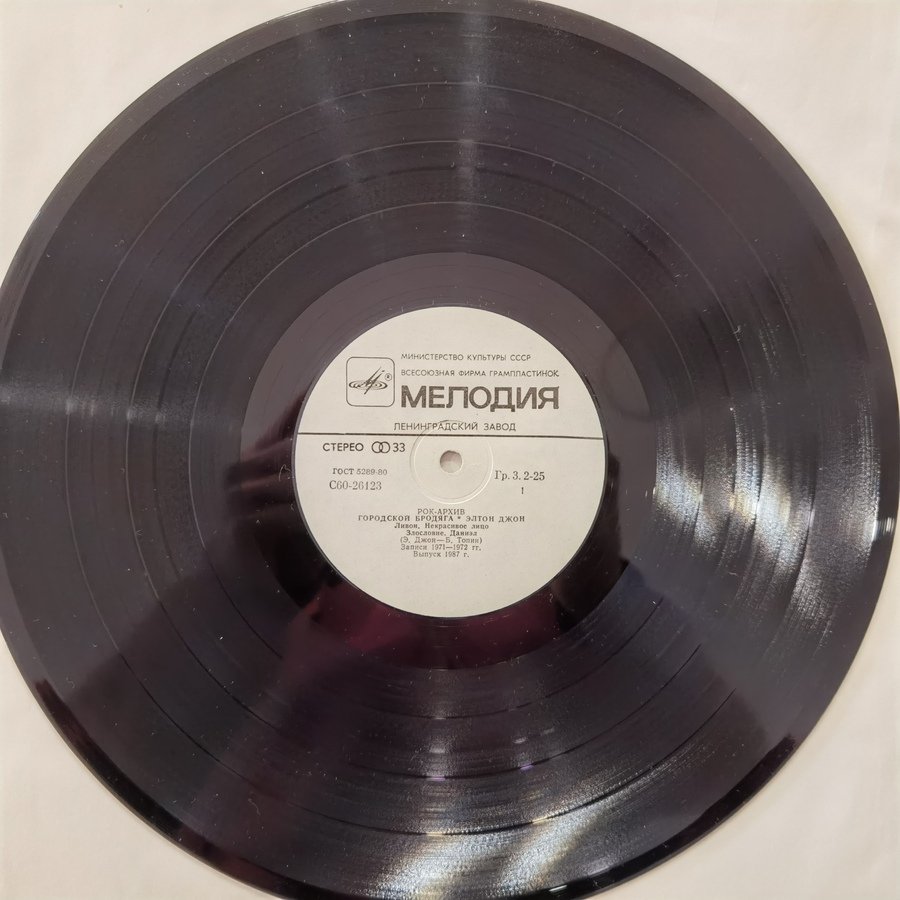 МИНИСТЕРСТВО КУЛЬТУРЫ СССР
ВСЕСОЮЗНАЯ ФИРМА ГРАМПЛАСТИНОК
®
МЕЛОДИЯ
ЛЕНИНГРАДСКИЙ ЗАВОД
СТЕРЕО 33
ГОСТ 5289-80
С60-26123
Гр. 3. 2-25
1
РОК-АРХИВ
ГОРОДСКОЙ БРОДЯГА * ЭЛТОН ДЖОН
Ливон, Некрасивое лицо
Злословие, Даниэл
(Э. Джон—Б. Топин)
Записи 1971—1972 гг.
Выпуск 1987 г.